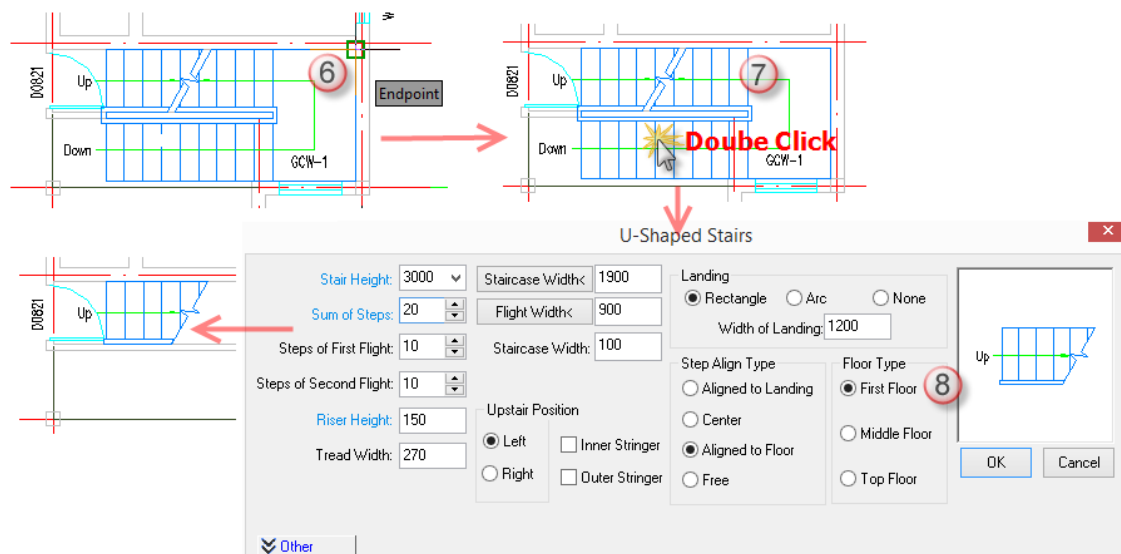 D0821
Up
6
Endpoint
Down
GCW-1
D0821
Up
7
Doube Click
Down
GCW-1
U-Shaped Stairs
D0821
Up
Stair Height: 3000
Staircase Width< 1900
Landing
Rectangle
Arc
None
Sum of Steps: 20
Flight Width< 900
Width of Landing: 1200
Steps of First Flight: 10
Staircase Width: 100
Step Align Type
Floor Type
Up
Steps of Second Flight: 10
Aligned to Landing
First Floor
8
Upstair Position
Riser Height: 150
Center
Left
Inner Stringer
Middle Floor
Tread Width: 270
Aligned to Floor
OK
Cancel
Right
Outer Stringer
Free
Top Floor
Other